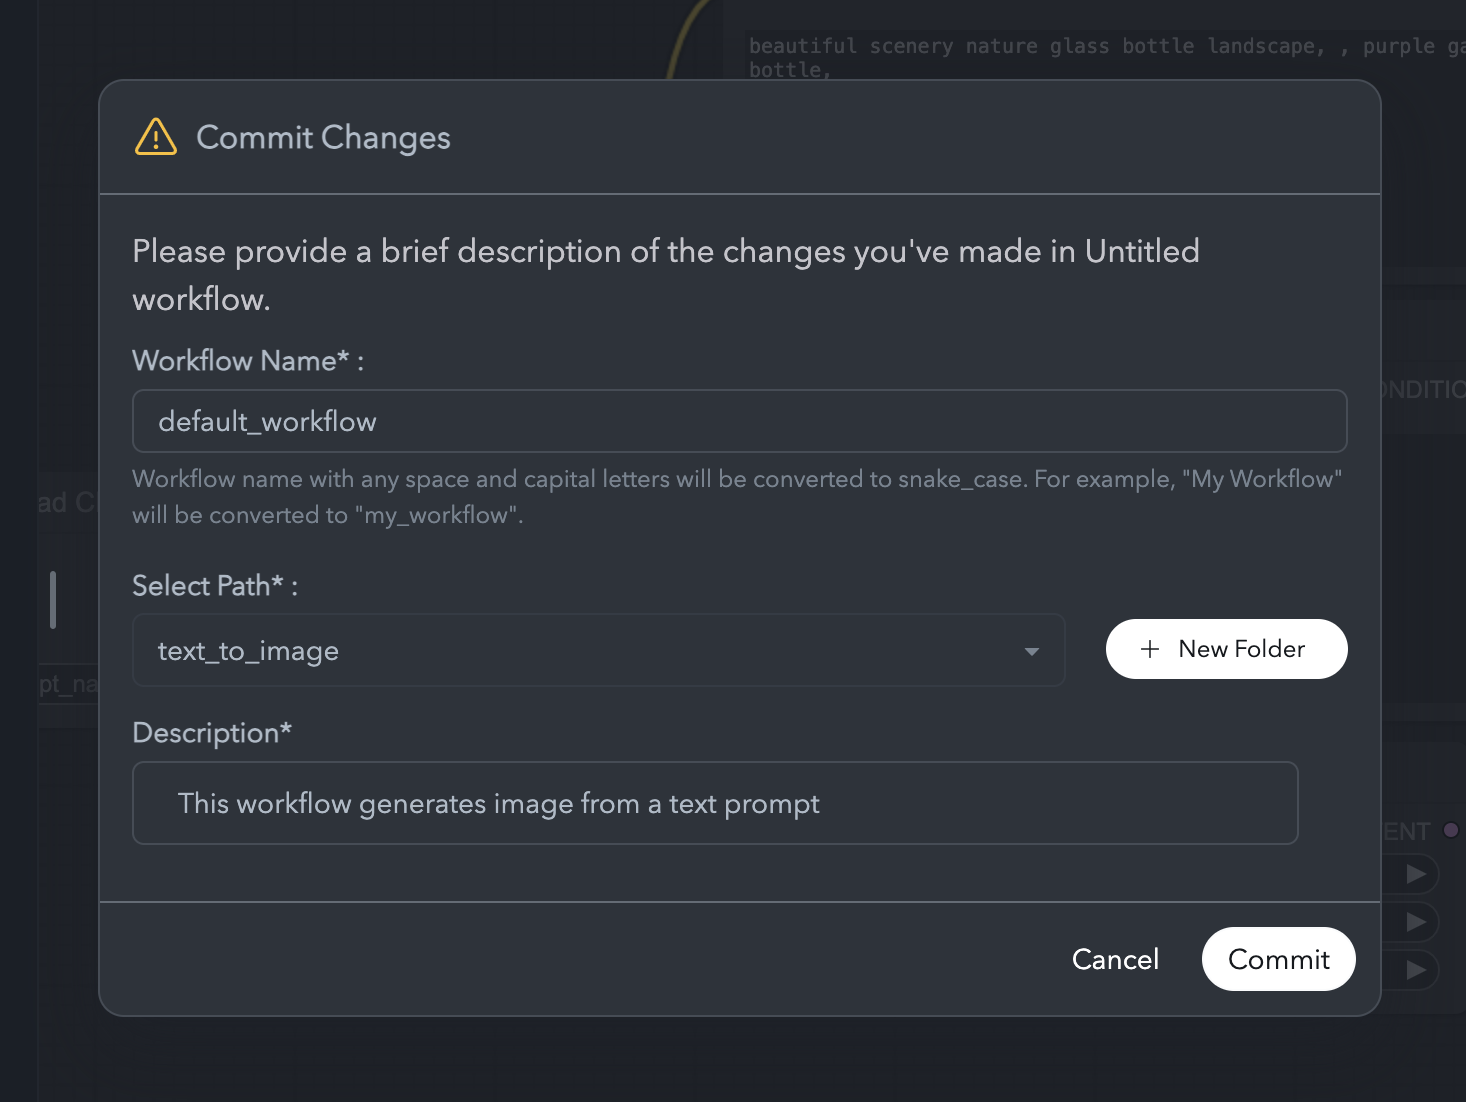 beautiful scenery nature glass bottle landscape, , purple ga
bottle,
Commit Changes
Please provide a brief description of the changes you've made in Untitled
workflow.
Workflow Name* :
default_workflow
Workflow name with any space and capital letters will be converted to snake_case. For example, "My Workflow"
will be converted to "my_workflow".
Select Path* :
text_to_image
+ New Folder
Description*
This workflow generates image from a text prompt
Cancel
Commit
ONDITIO
ad C
pt_na
ENT